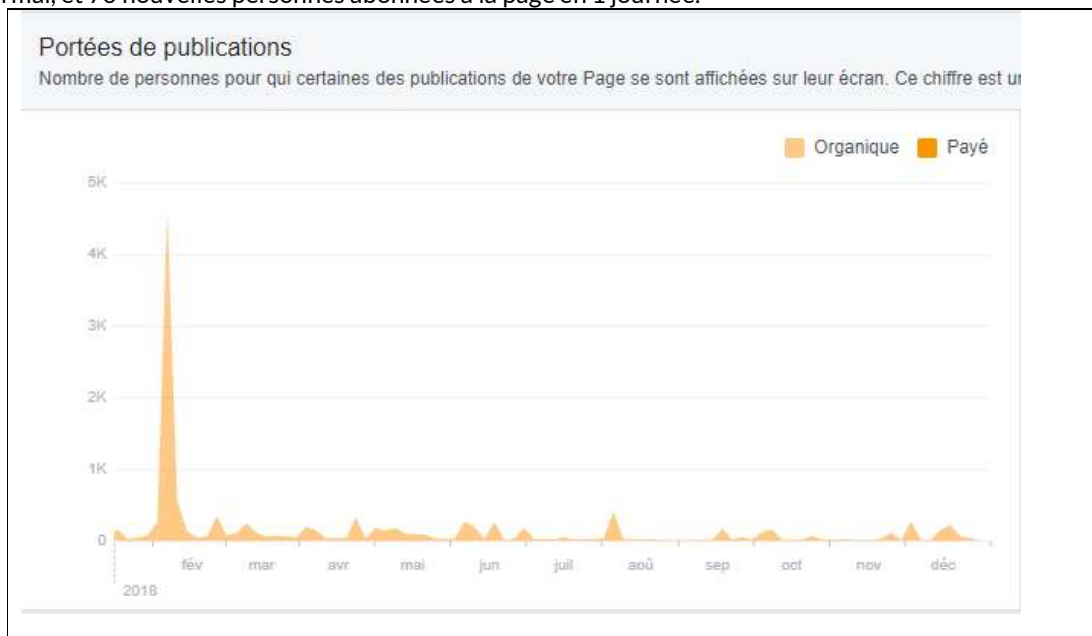 et 70 nouvelles personnes abonnées à la page en 1 journée.
Portées de publications
Nombre de personnes pour qui certaines des publications de votre Page se sont affichées sur leur écran. Ce chiffre est
Organique Payé
5K
4K
3K
2K
1K
0
fév mar avr mai jun juil aoû sep oct nov déc
2018